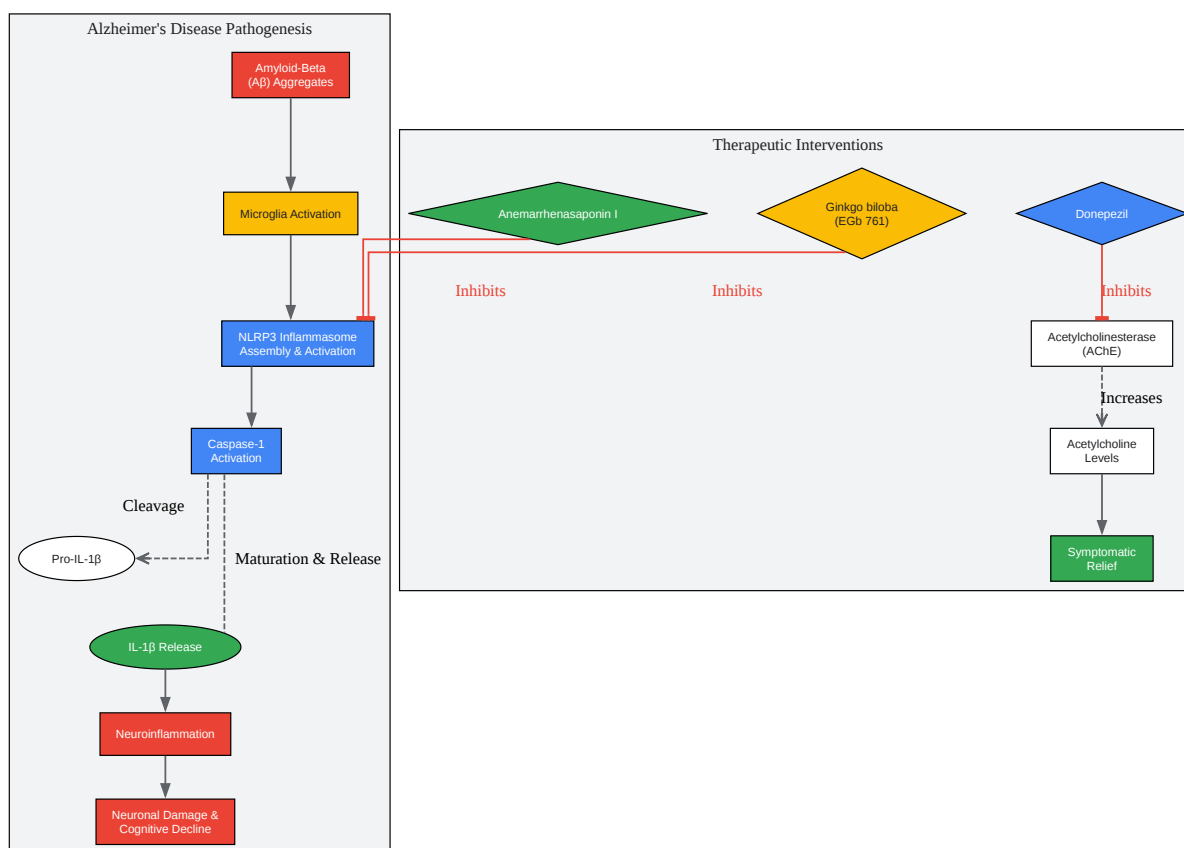 Alzheimer's Disease Pathogenesis
Amyloid-Beta
(Aβ) Aggregates
Microglia Activation
NLRP3 Inflammasome
Assembly & Activation
Caspase-1
Activation
Cleavage
Pro-IL-1β
Maturation & Release
IL-1β Release
Neuroinflammation
Neuronal Damage &
Cognitive Decline
Therapeutic Interventions
Anemarrhenasaponin I
Ginkgo biloba
(EGb 761)
Donepezil
Inhibits
Inhibits
Inhibits
Acetylcholinesterase
(AChE)
Increases
Acetylcholine
Levels
Symptomatic
Relief